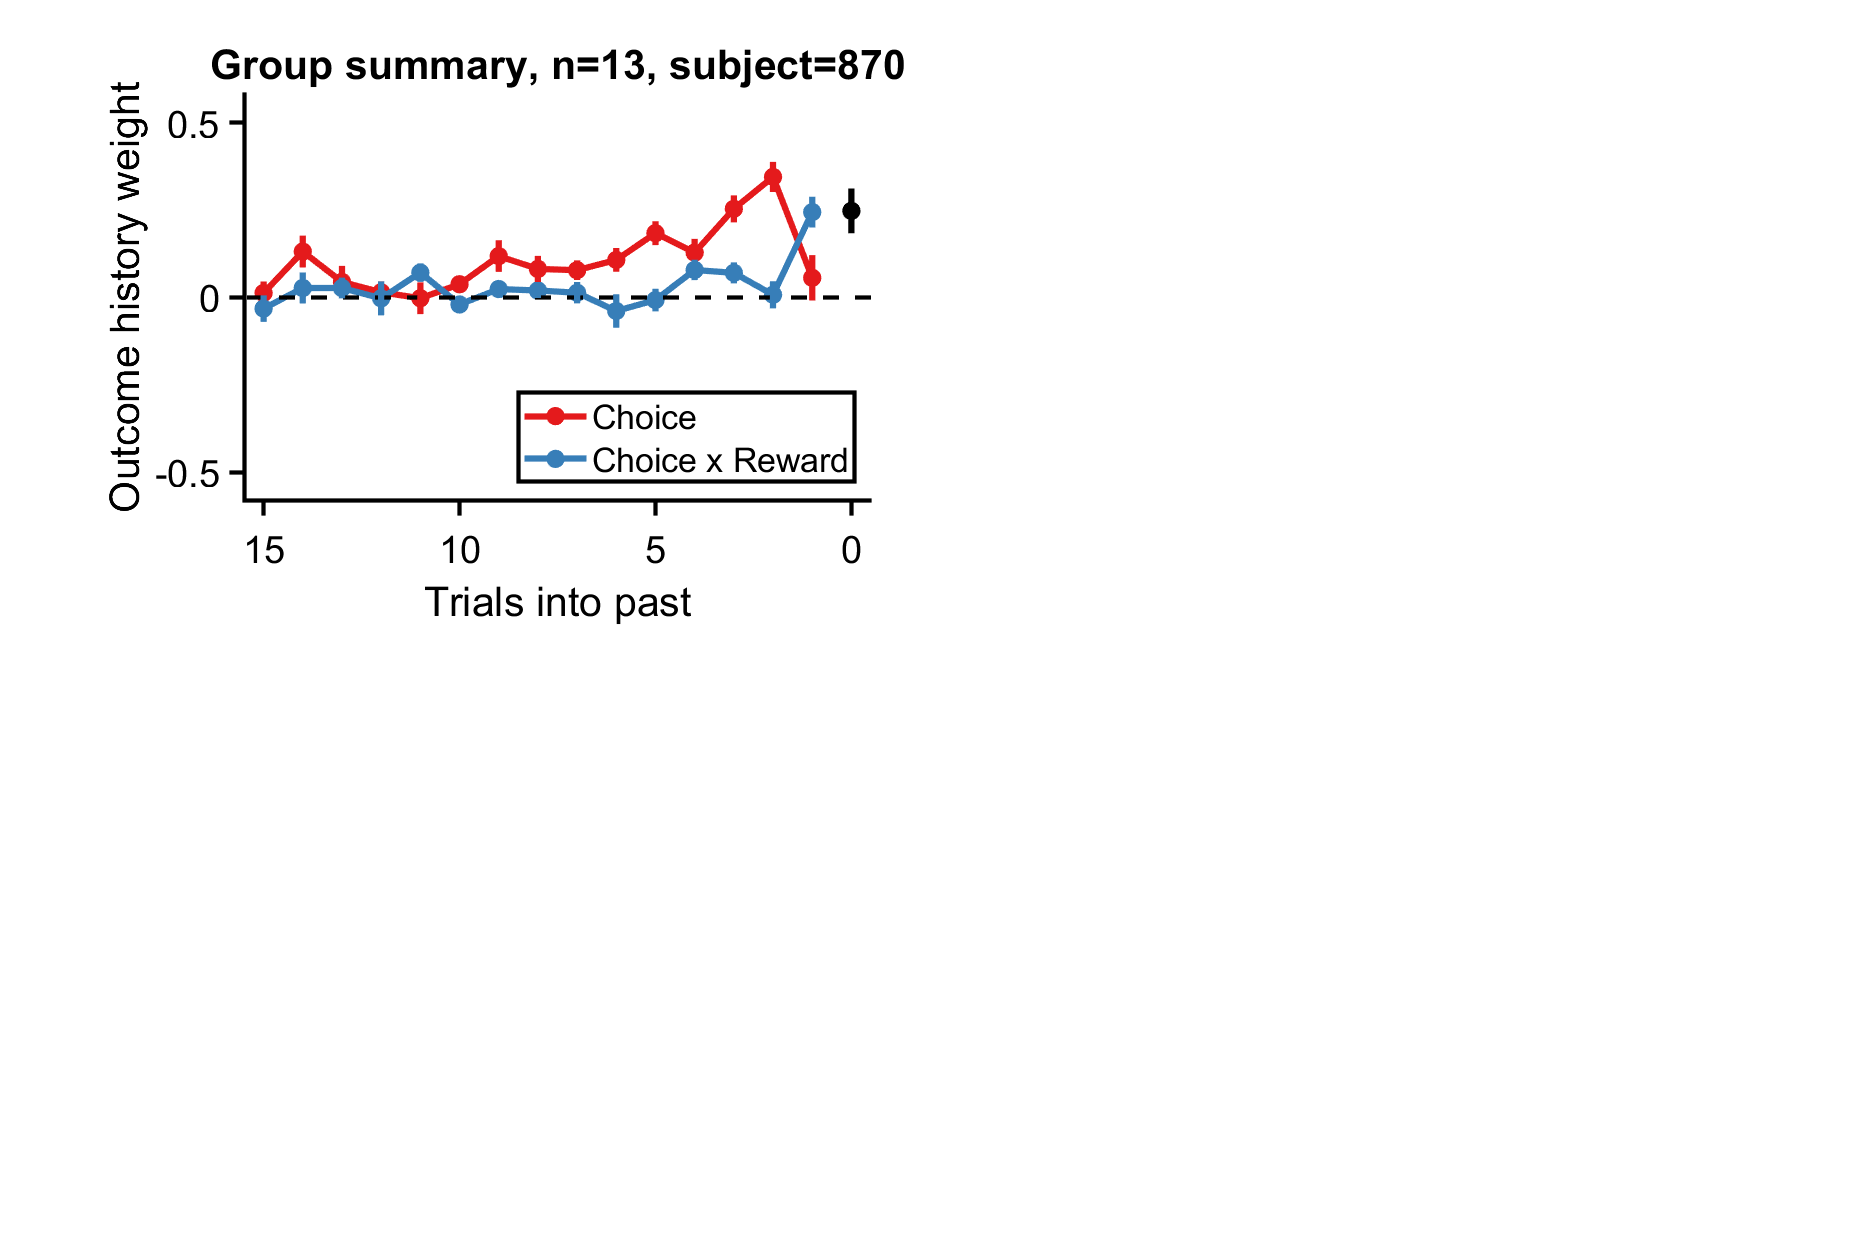 Group summary, n=13, subject=870
Outcome history weight
0.5
0
-0.5
Choice
Choice x Reward
15
10
5
0
Trials into past